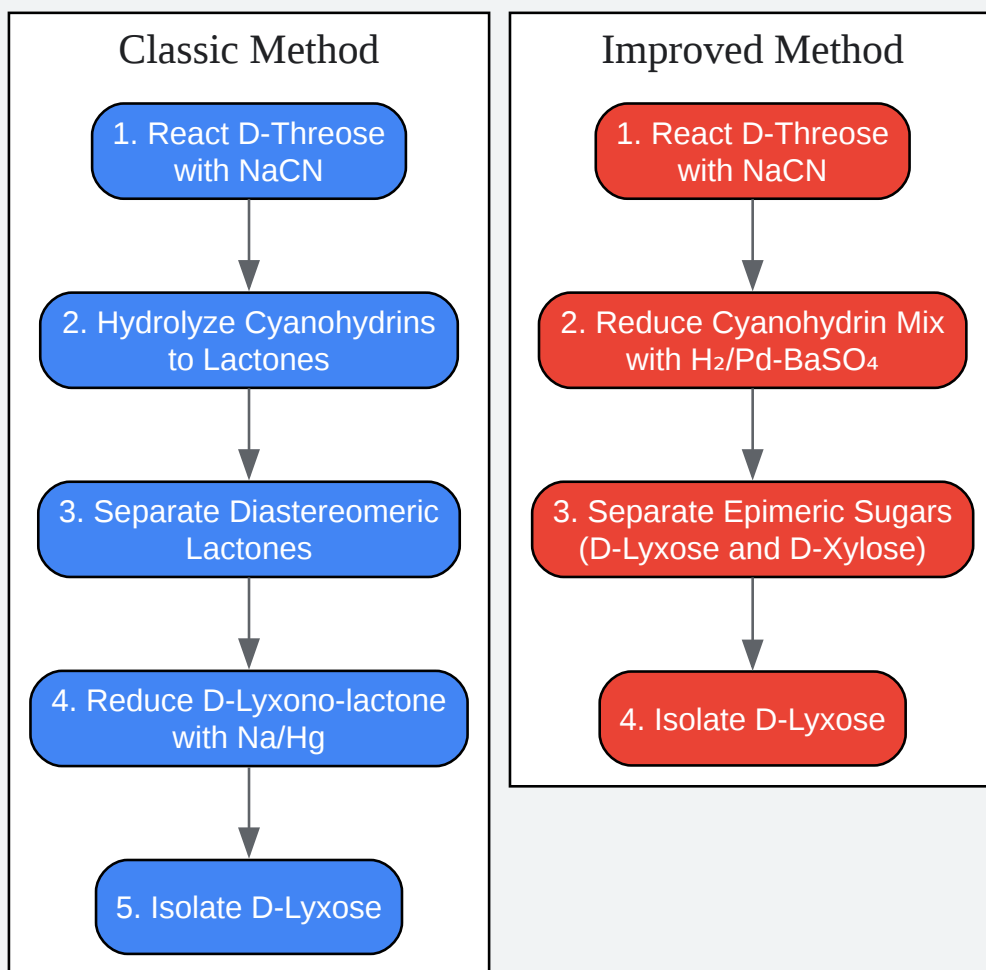 Classic Method
1. React D-Threose
with NaCN
2. Hydrolyze Cyanohydrins
to Lactones
3. Separate Diastereomeric
Lactones
4. Reduce D-Lyxono-lactone
with Na/Hg
5. Isolate D-Lyxose
Improved Method
1. React D-Threose
with NaCN
2. Reduce Cyanohydrin Mix
with H₂/Pd-BaSO₄
3. Separate Epimeric Sugars
(D-Lyxose and D-Xylose)
4. Isolate D-Lyxose